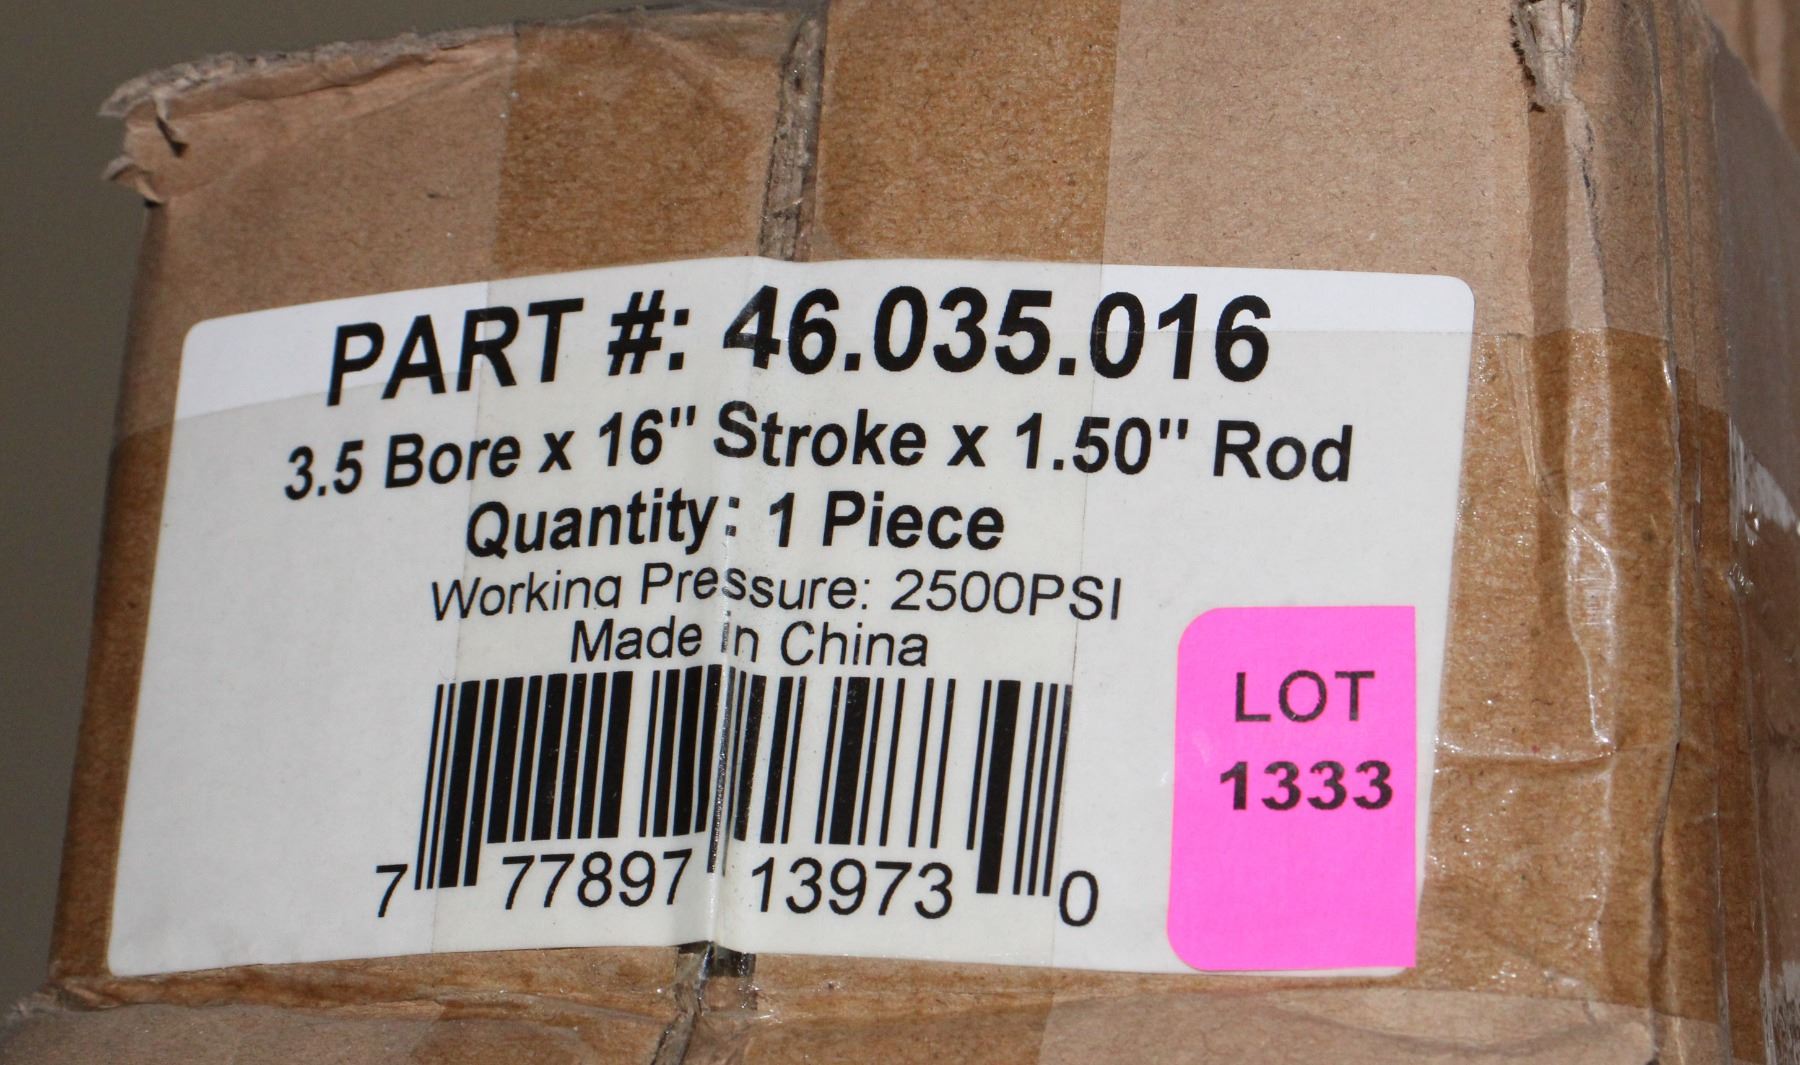 PART #: 46.035.016
3.5 Bore x 16" Stroke x 1.50" Rod
Quantity: 1 Piece
Working Pressure: 2500PSI
Made in China
7 77897 13973 0
LOT
1333